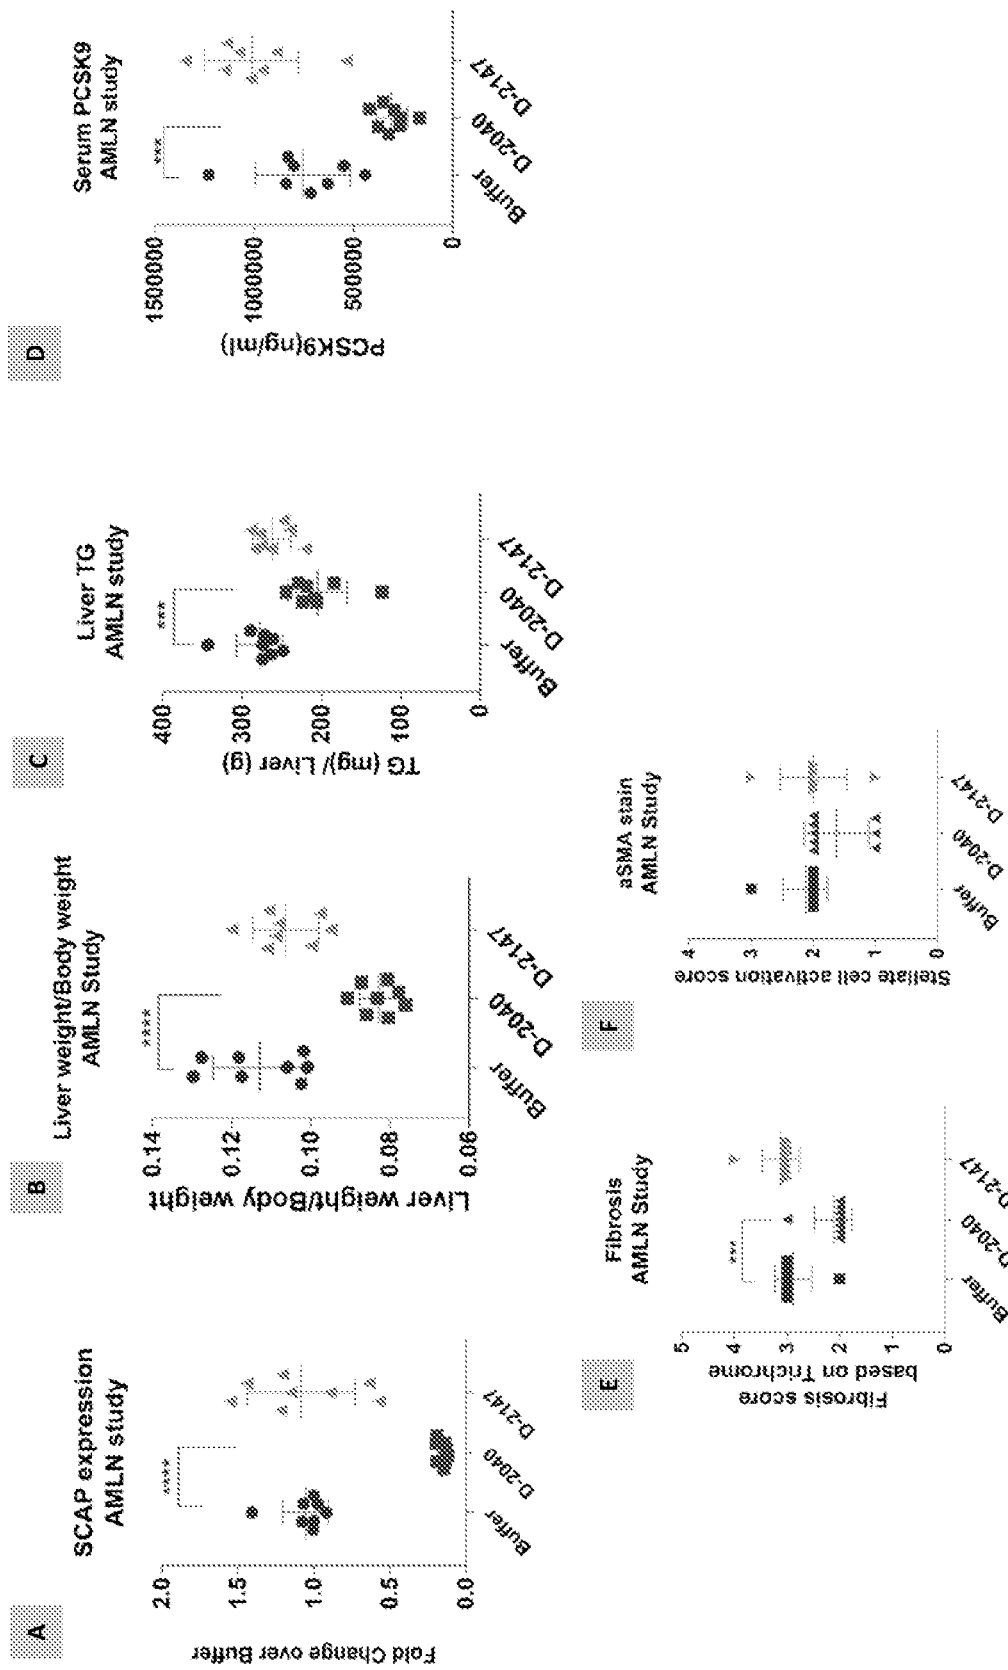 A
SCAP expression
AMLN study
Fold Change over Buffer
2.0
1.5
1.0
0.5
0.0
****
Buffer
D-2040
D-2147
B
Liver weight/Body weight
AMLN Study
Liver weight/Body weight
0.14
0.12
0.10
0.08
0.06
****
Buffer
D-2040
D-2147
C
Liver TG
AMLN study
TG (mg)/ Liver (g)
400
300
200
100
0
***
Buffer
D-2040
D-2147
D
Serum PCSK9
AMLN study
PCSK9(ng/ml)
1500000
1000000
500000
0
***
Buffer
D-2040
D-2147
E
Fibrosis
AMLN Study
Fibrosis score
based on Trichrome
5
4
3
2
1
0
***
Buffer
D-2040
D-2147
F
aSMA stain
AMLN Study
Stellate cell activation score
4
3
2
1
0
Buffer
D-2040
D-2147